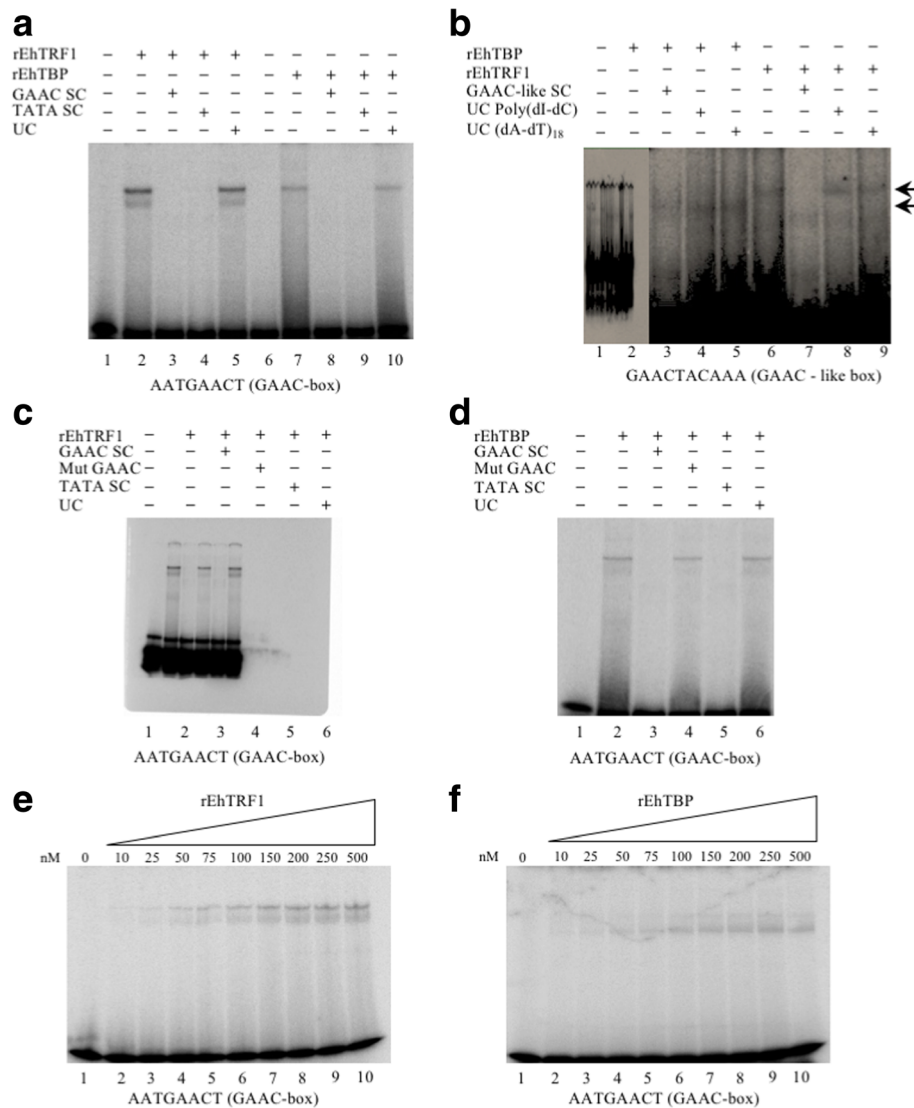 a
rEhTRF1 – + + + + – – – – –
rEhTBP – – – – – – + + + +
GAAC SC – – + – – – – + – –
TATA SC – – – + – – – – + –
UC – – – – + – – – – +
1 2 3 4 5 6 7 8 9 10
AATGAACT (GAAC-box)
b
rEhTBP – + + + + – – – –
rEhTRF1 – – – – – + + + +
GAAC-like SC – – + – – – + – –
UC Poly(dI-dC) – – – + – – – + –
UC (dA-dT)18 – – – – + – – – +
1 2 3 4 5 6 7 8 9
GAACTACAAA (GAAC - like box)
c
rEhTRF1 – + + + + +
GAAC SC – – + – – –
Mut GAAC – – – + – –
TATA SC – – – – + –
UC – – – – – +
1 2 3 4 5 6
AATGAACT (GAAC-box)
d
rEhTBP – + + + + +
GAAC SC – – + – – –
Mut GAAC – – – + – –
TATA SC – – – – + –
UC – – – – – +
1 2 3 4 5 6
AATGAACT (GAAC-box)
e
rEhTRF1
nM 0 10 25 50 75 100 150 200 250 500
1 2 3 4 5 6 7 8 9 10
AATGAACT (GAAC-box)
f
rEhTBP
nM 0 10 25 50 75 100 150 200 250 500
1 2 3 4 5 6 7 8 9 10
AATGAACT (GAAC-box)